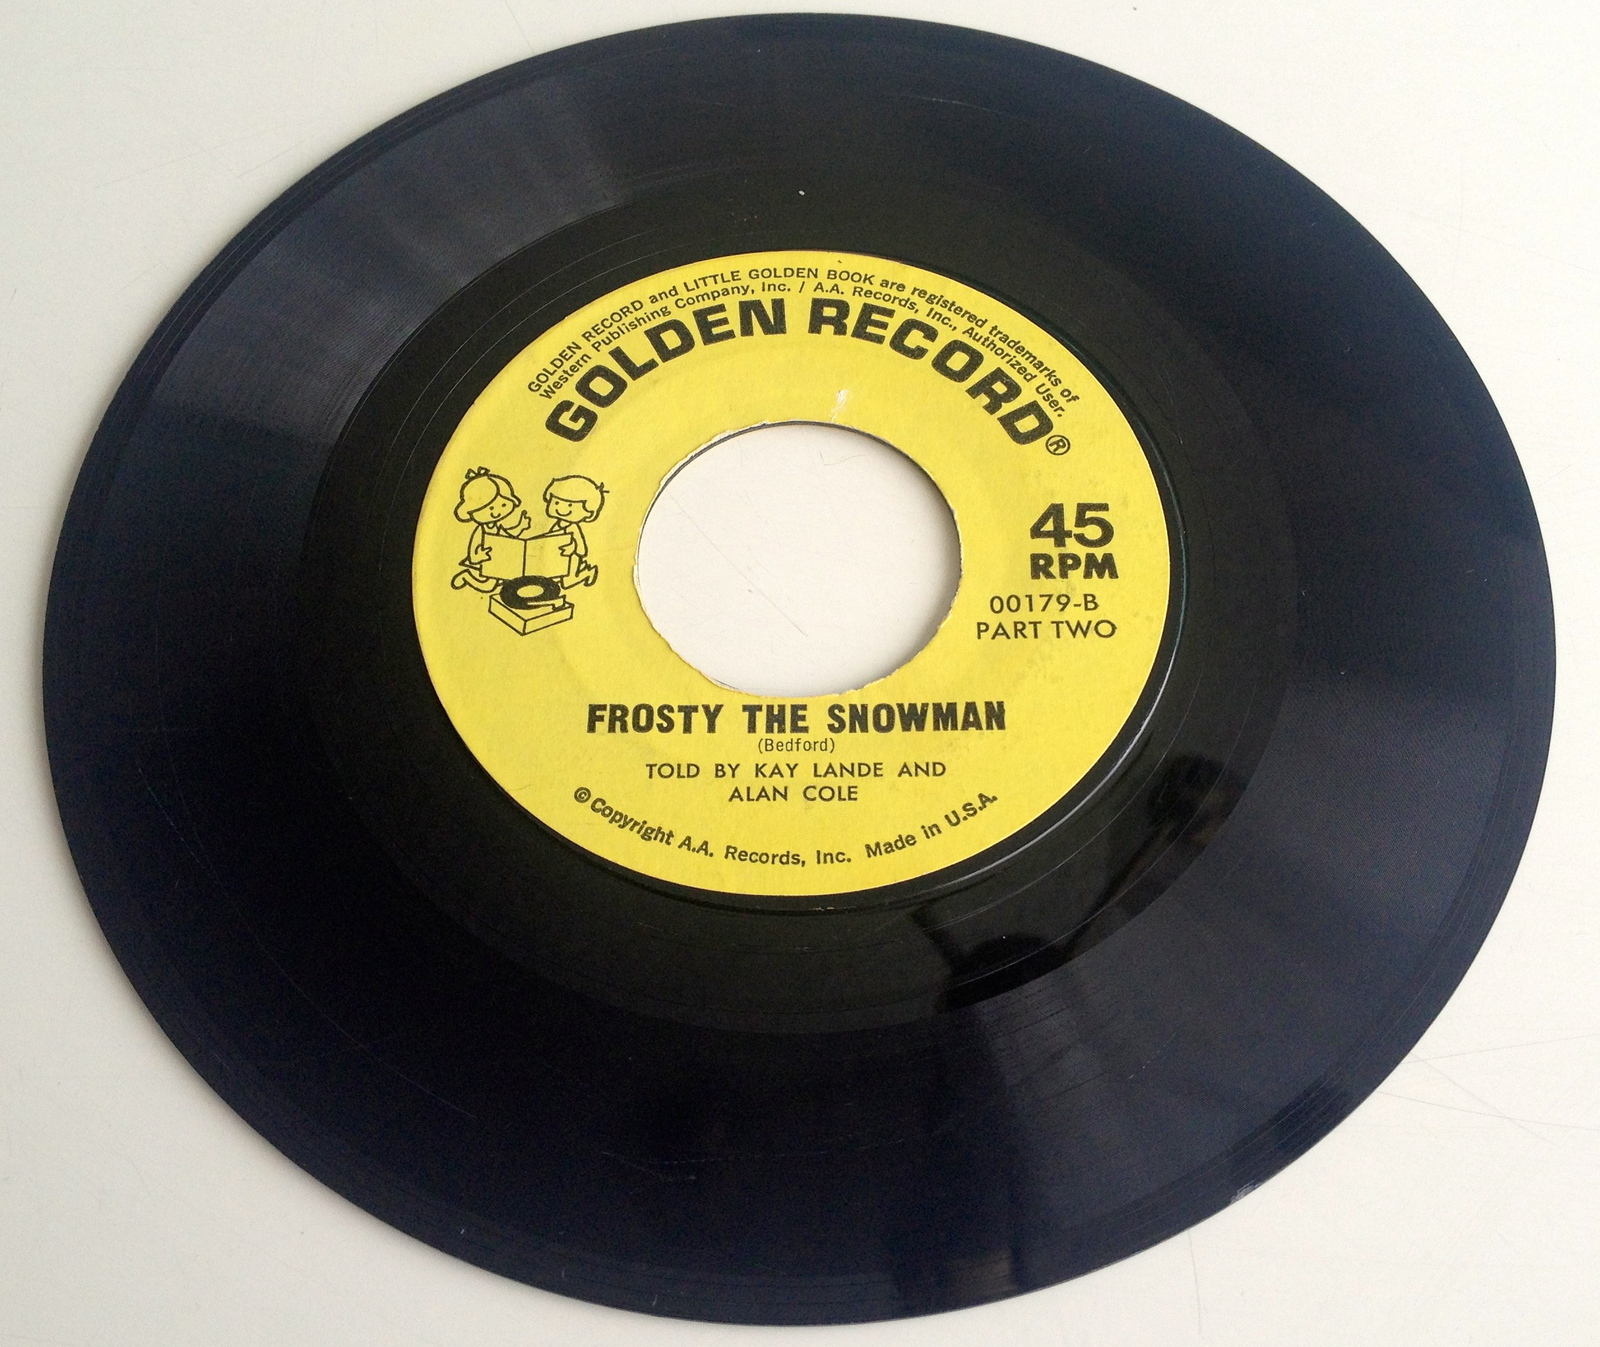 GOLDEN RECORD and LITTLE GOLDEN BOOK are registered trademarks of
Western Publishing Company, Inc. / A.A. Records, Inc., Authorized User.
GOLDEN RECORD®
45
RPM
00179-B
PART TWO
FROSTY THE SNOWMAN
(Bedford)
TOLD BY KAY LANDE AND
ALAN COLE
© Copyright A.A. Records, Inc. Made in U.S.A.